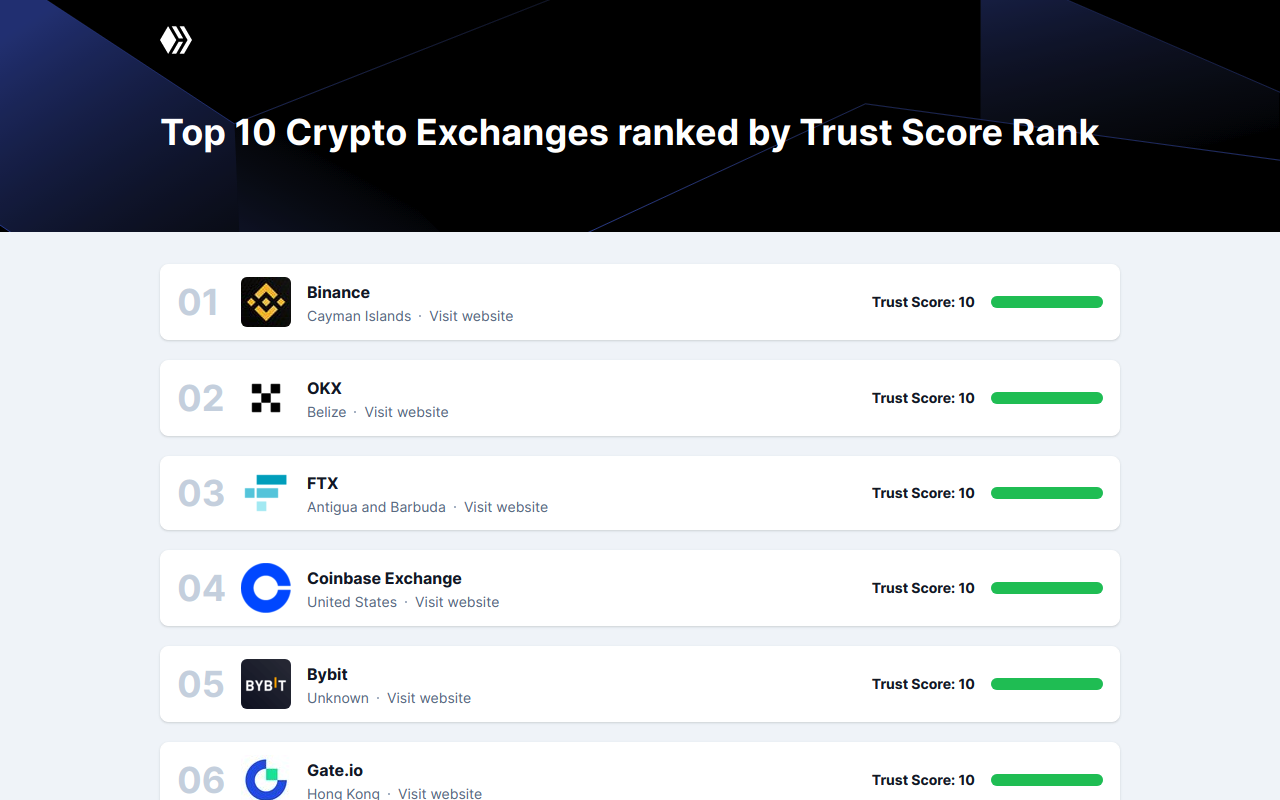 Top 10 Crypto Exchanges ranked by Trust Score Rank
01
Binance
Cayman Islands · Visit website
Trust Score: 10
02
OKX
Belize · Visit website
Trust Score: 10
03
FTX
Antigua and Barbuda · Visit website
Trust Score: 10
04
Coinbase Exchange
United States · Visit website
Trust Score: 10
05
BYBIT
Bybit
Unknown · Visit website
Trust Score: 10
06
Gate.io
Hong Kong · Visit website
Trust Score: 10